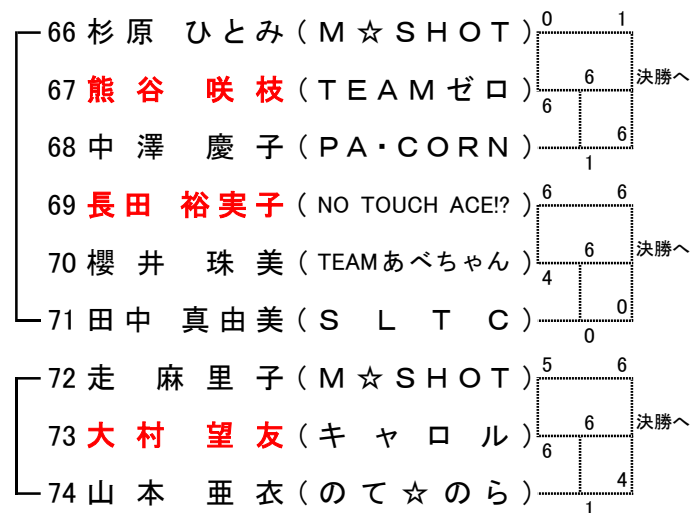 66 杉原 ひとみ (M☆SHOT) 0 1
67 熊谷 咲枝 (TEAMゼロ) 6 6 決勝へ
68 中澤 慶子 (PA・CORN) 1 6
69 長田 裕実子 (NO TOUCH ACE!?) 6 6
70 櫻井 珠美 (TEAMあべちゃん) 4 6 決勝へ
71 田中 真由美 (SLTC) 0 0
72 走 麻里子 (M☆SHOT) 5 6
73 大村 望友 (キャロル) 6 6 決勝へ
74 山本 亜衣 (のて☆のら) 1 4